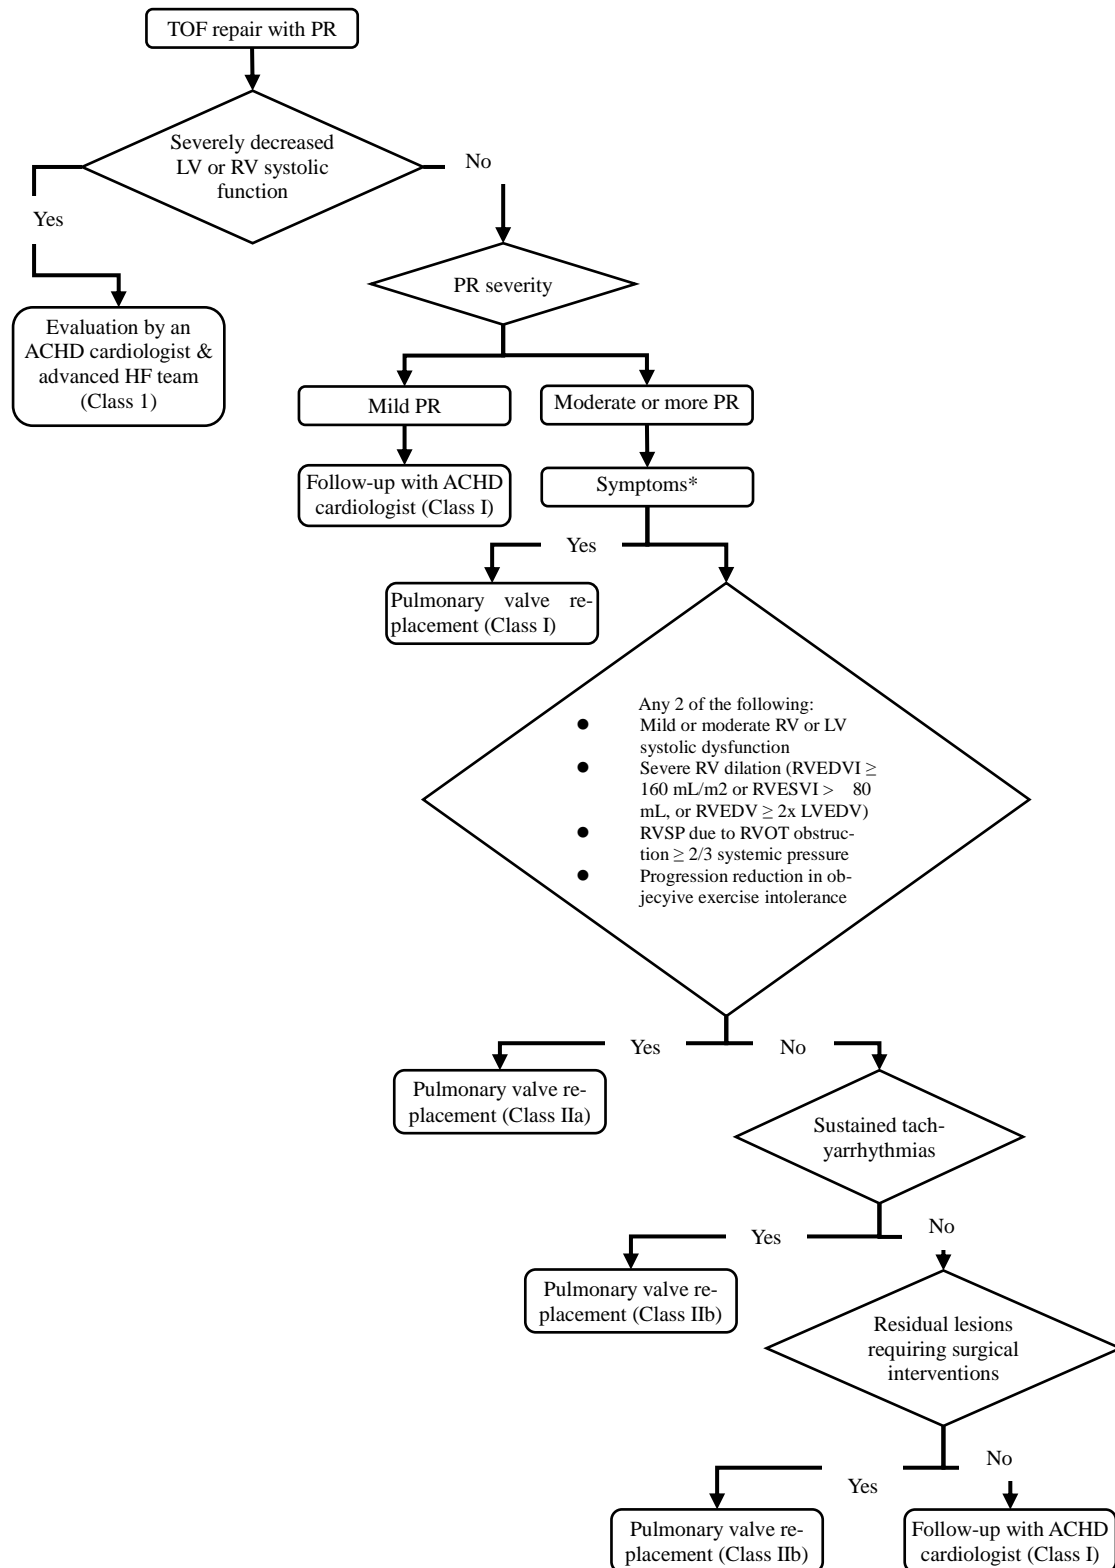 TOF repair with PR
Severely decreased
LV or RV systolic
function
No
Yes
PR severity
Evaluation by an
ACHD cardiologist &
advanced HF team
(Class 1)
Mild PR
Moderate or more PR
Follow-up with ACHD
cardiologist (Class I)
Symptoms*
Yes
Pulmonary valve re-
placement (Class I)
Any 2 of the following:
● Mild or moderate RV or LV
systolic dysfunction
● Severe RV dilation (RVEDVI ≥
160 mL/m2 or RVESVI > 80
mL, or RVEDV ≥ 2x LVEDV)
● RVSP due to RVOT obstruc-
tion ≥ 2/3 systemic pressure
● Progression reduction in ob-
jecyive exercise intolerance
Yes
No
Pulmonary valve re-
placement (Class IIa)
Sustained tach-
yarrhythmias
Yes
No
Pulmonary valve re-
placement (Class IIb)
Residual lesions
requiring surgical
interventions
Yes
No
Pulmonary valve re-
placement (Class IIb)
Follow-up with ACHD
cardiologist (Class I)